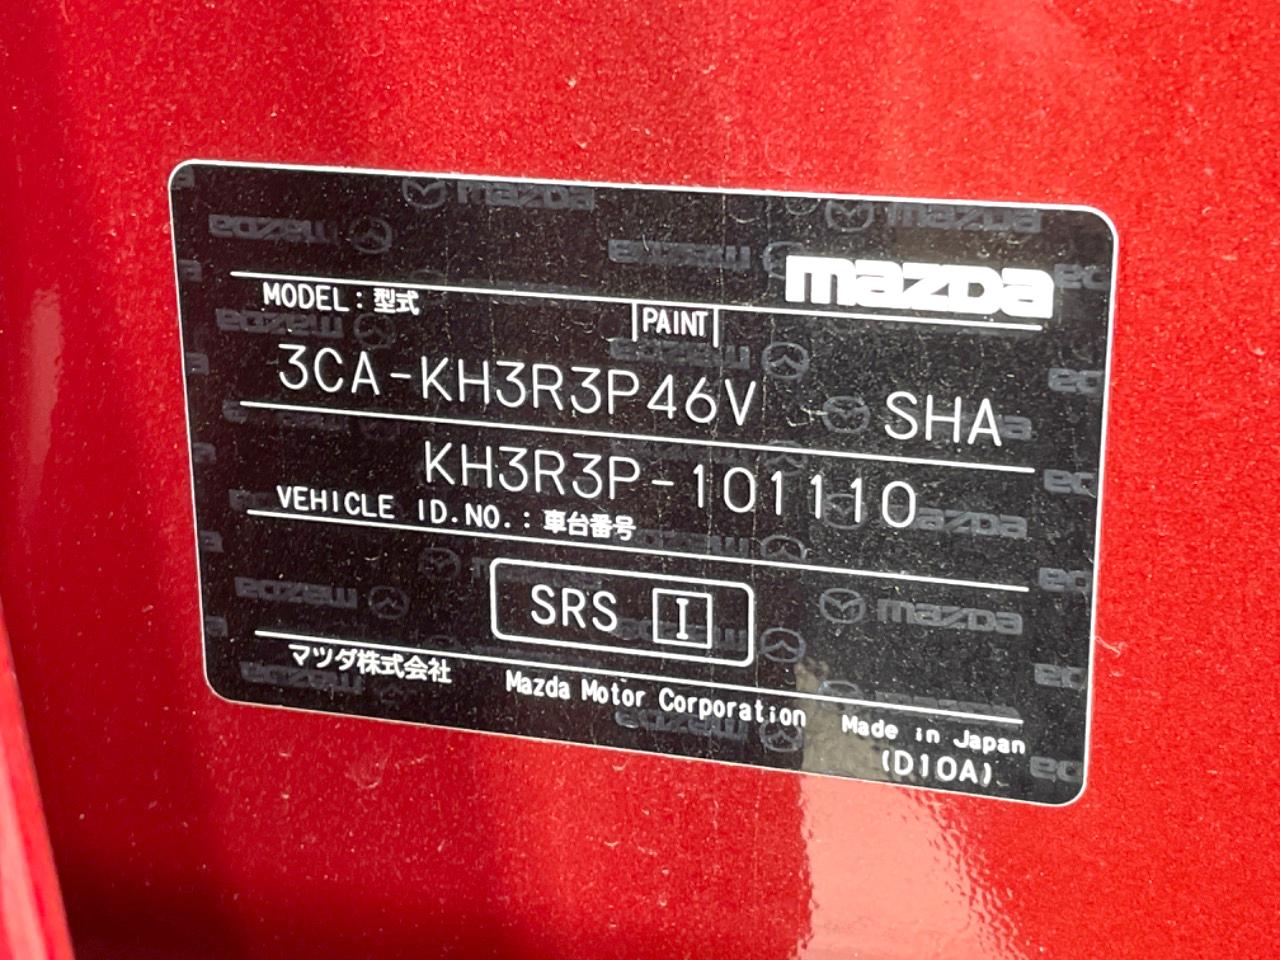 mazda
MODEL:型式
PAINT
3CA-KH3R3P46V SHA
KH3R3P-101110
VEHICLE ID.NO.:車台番号
SRS I
マツダ株式会社 Mazda Motor Corporation Made in Japan
(D10A)